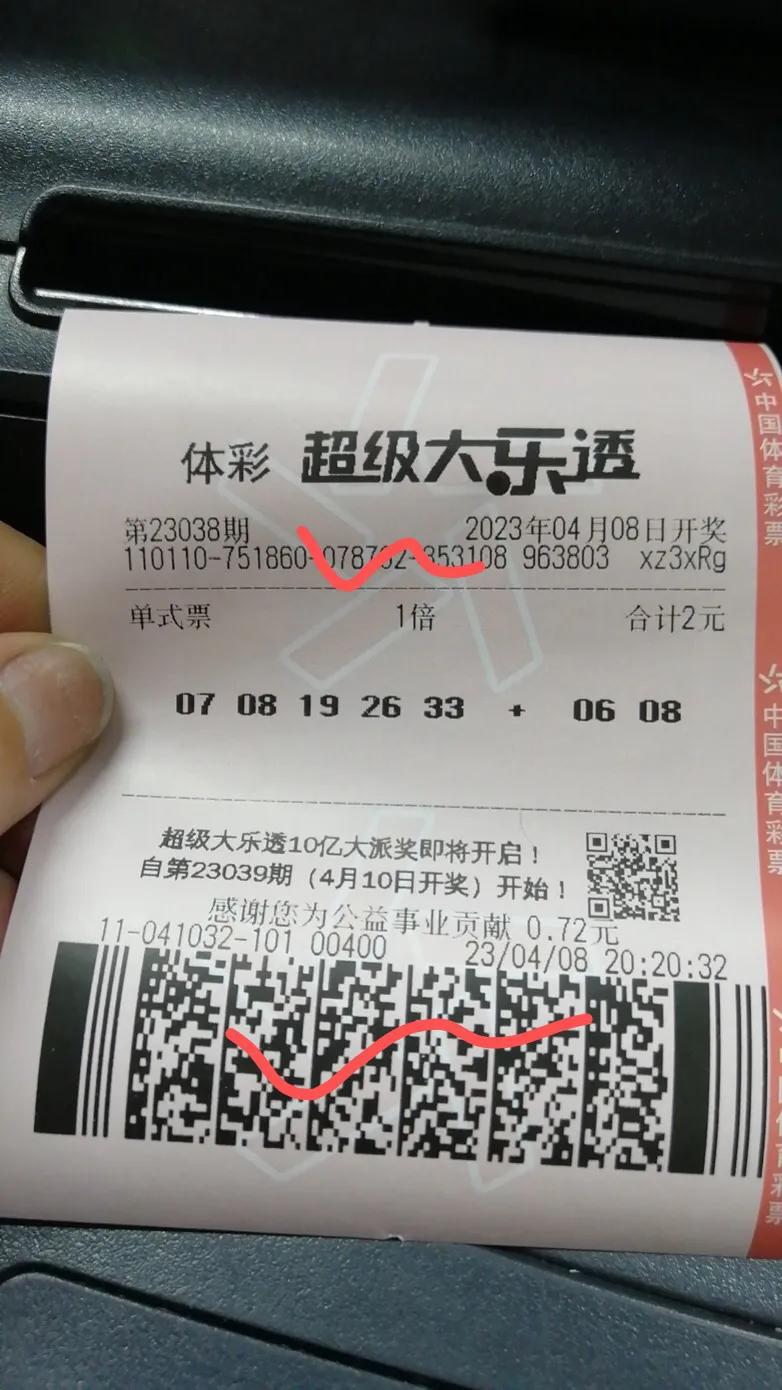 体彩 超级大乐透
第23038期 2023年04月08日开奖
110110-751860- 963803 xz3xRg
单式票 1倍 合计2元
07 08 19 26 33 + 06 08
超级大乐透10亿大派奖即将开启！
自第23039期（4月10日开奖）开始！
感谢您为公益事业贡献 0.72元
11-041032-101 00400 23/04/08 20:20:32
中国体育彩票
中国体育彩票